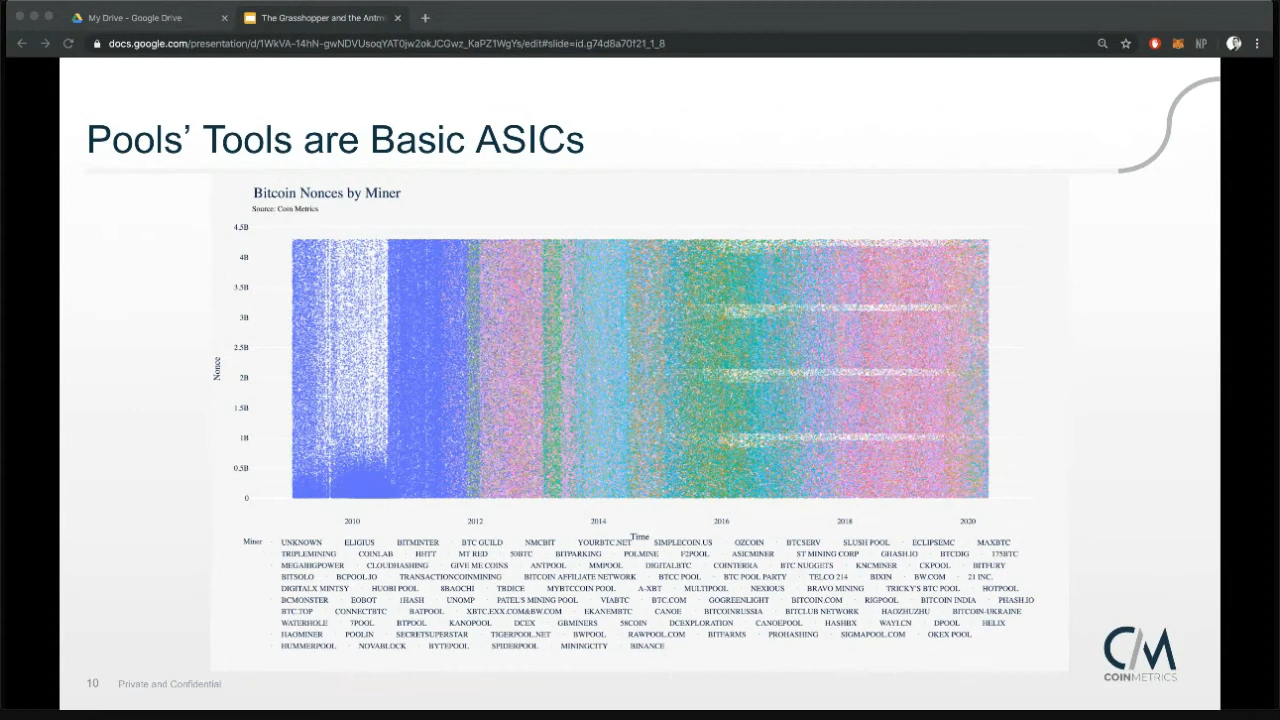 My Drive - Google Drive
The Grasshopper and the Antm
docs.google.com/presentation/d/1WkVA-14hN-gwNDVUsoqYAT0jw2okJCGwz_KaPZ1WgYs/edit#slide=id.g74d8a70f21_1_8
NP
Pools' Tools are Basic ASICs
Bitcoin Nonces by Miner
Source: Coin Metrics
4.5B
4B
3.5B
3B
2.5B
2B
1.5B
1B
0.5B
0
Nonce
2010 2012 2014 2016 2018 2020
Time
Miner · UNKNOWN · ELIGIUS · BITMINTER · BTC GUILD · NMCBIT · YOURBTC.NET · SIMPLECOIN.US · OZCOIN · BTCSERV · SLUSH POOL · ECLIPSEMC · MAXBTC
· TRIPLEMINING · COINLAB · HHTT · MT RED · 50BTC · BITPARKING · POLMINE · F2POOL · ASICMINER · ST MINING CORP · GHASH.IO · BTCDIG · 175BTC
· MEGABIGPOWER · CLOUDHASHING · GIVE ME COINS · ANTPOOL · MMPOOL · DIGITALBTC · COINTERRA · BTC NUGGETS · KNCMINER · CKPOOL · BITFURY
· BITSOLO · BCPOOL.IO · TRANSACTIONCOINMINING · BITCOIN AFFILIATE NETWORK · BTCC POOL · BTC POOL PARTY · TELCO 214 · BIXIN · BW.COM · 21 INC.
· DIGITALX MINTSY · HUOBI POOL · 8BAOCHI · TBDICE · MYBTCCOIN POOL · A-XBT · MULTIPOOL · NEXIOUS · BRAVO MINING · TRICKY'S BTC POOL · HOTPOOL
· BCMONSTER · EOBOT · 1HASH · UNOMP · PATEL'S MINING POOL · VIABTC · BTC.COM · GOGREENLIGHT · BITCOIN.COM · RIGPOOL · BITCOIN INDIA · PHASH.IO
· BTC.TOP · CONNECTBTC · BATPOOL · XBTC.EXX.COM&BW.COM · EKANEMBTC · CANOE · BITCOINRUSSIA · BITCLUB NETWORK · HAOZHUZHU · BITCOIN-UKRAINE
· WATERHOLE · 7POOL · BTPOOL · KANOPOOL · DCEX · GBMINERS · 58COIN · DCEXPLORATION · CANOEPOOL · HASHBX · WAYI.CN · DPOOL · HELIX
· HAOMINER · POOLIN · SECRETSUPERSTAR · TIGERPOOL.NET · BWPOOL · RAWPOOL.COM · BITFARMS · PROHASHING · SIGMAPOOL.COM · OKEX POOL
· HUMMERPOOL · NOVABLOCK · BYTEPOOL · SPIDERPOOL · MININGCITY · BINANCE
C/M
COINMETRICS
10 Private and Confidential